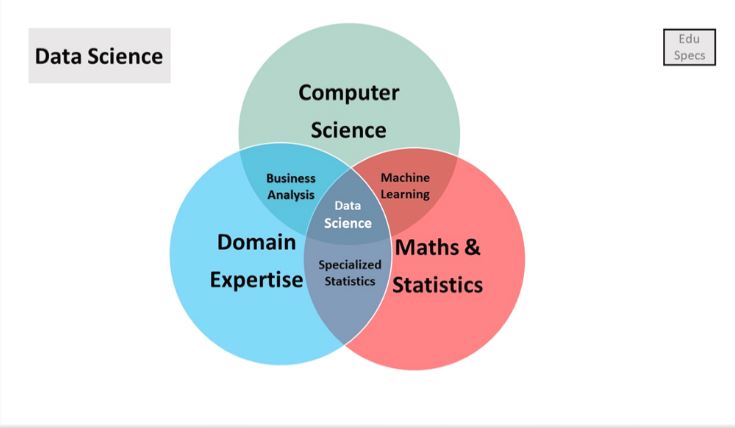 Data Science
Edu
Specs
Computer
Science
Business
Analysis
Machine
Learning
Data
Science
Domain
Expertise
Specialized
Statistics
Maths &
Statistics